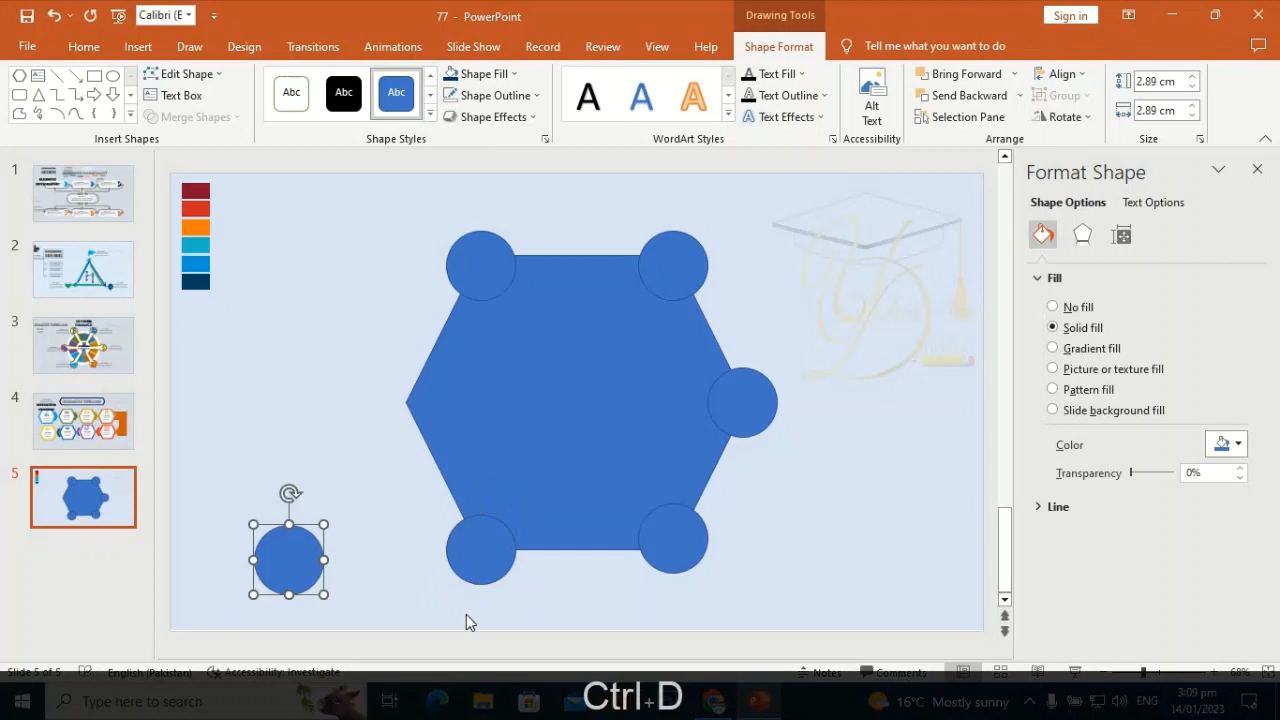 Calibri (E
77 - PowerPoint
Drawing Tools
Sign in
File Home Insert Draw Design Transitions Animations Slide Show Record Review View Help Shape Format Tell me what you want to do
Edit Shape
Text Box
Merge Shapes
Insert Shapes
Abc Abc Abc
Shape Fill
Shape Outline
Shape Effects
Shape Styles
A A A
Text Fill
Text Outline
Text Effects
WordArt Styles
Alt
Text
Accessibility
Bring Forward
Send Backward
Selection Pane
Align
Group
Rotate
Arrange
2.89 cm
2.89 cm
Size
1
2
3
4
5
Format Shape
Shape Options Text Options
Fill
No fill
Solid fill
Gradient fill
Picture or texture fill
Pattern fill
Slide background fill
Color
Transparency 0%
Line
Slide 5 of 5 English (Pakistan) Accessibility: Investigate Notes Comments 68%
Ctrl+D
Type here to search
16°C Mostly sunny
ENG
3:09 pm
14/01/2023